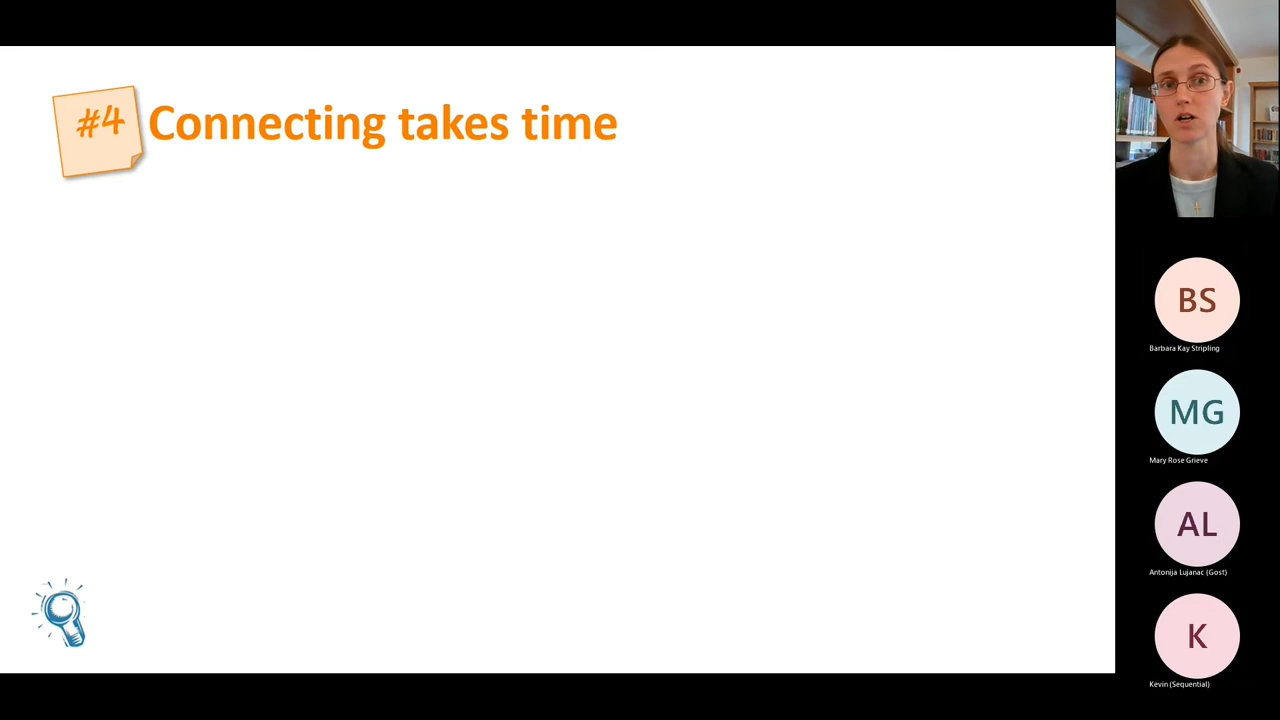 #4 Connecting takes time
BS
Barbara Kay Stripling
MG
Mary Rose Grieve
AL
Antonija Lujanac (Gost)
K
Kevin (Sequential)